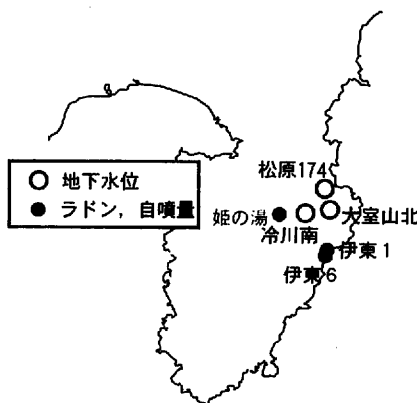 松原174
地下水位
ラドン，自噴量
姫の湯
大室山北
冷川南
伊東1
伊東6